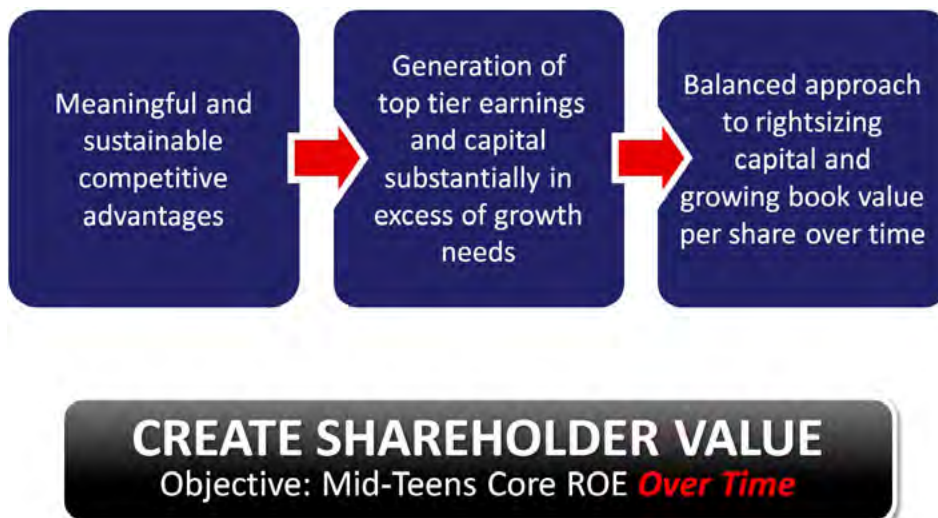 Meaningful and
sustainable
competitive
advantages
Generation of
top tier earnings
and capital
substantially in
excess of growth
needs
Balanced approach
to rightsizing
capital and
growing book value
per share over time
CREATE SHAREHOLDER VALUE
Objective: Mid-Teens Core ROE Over Time